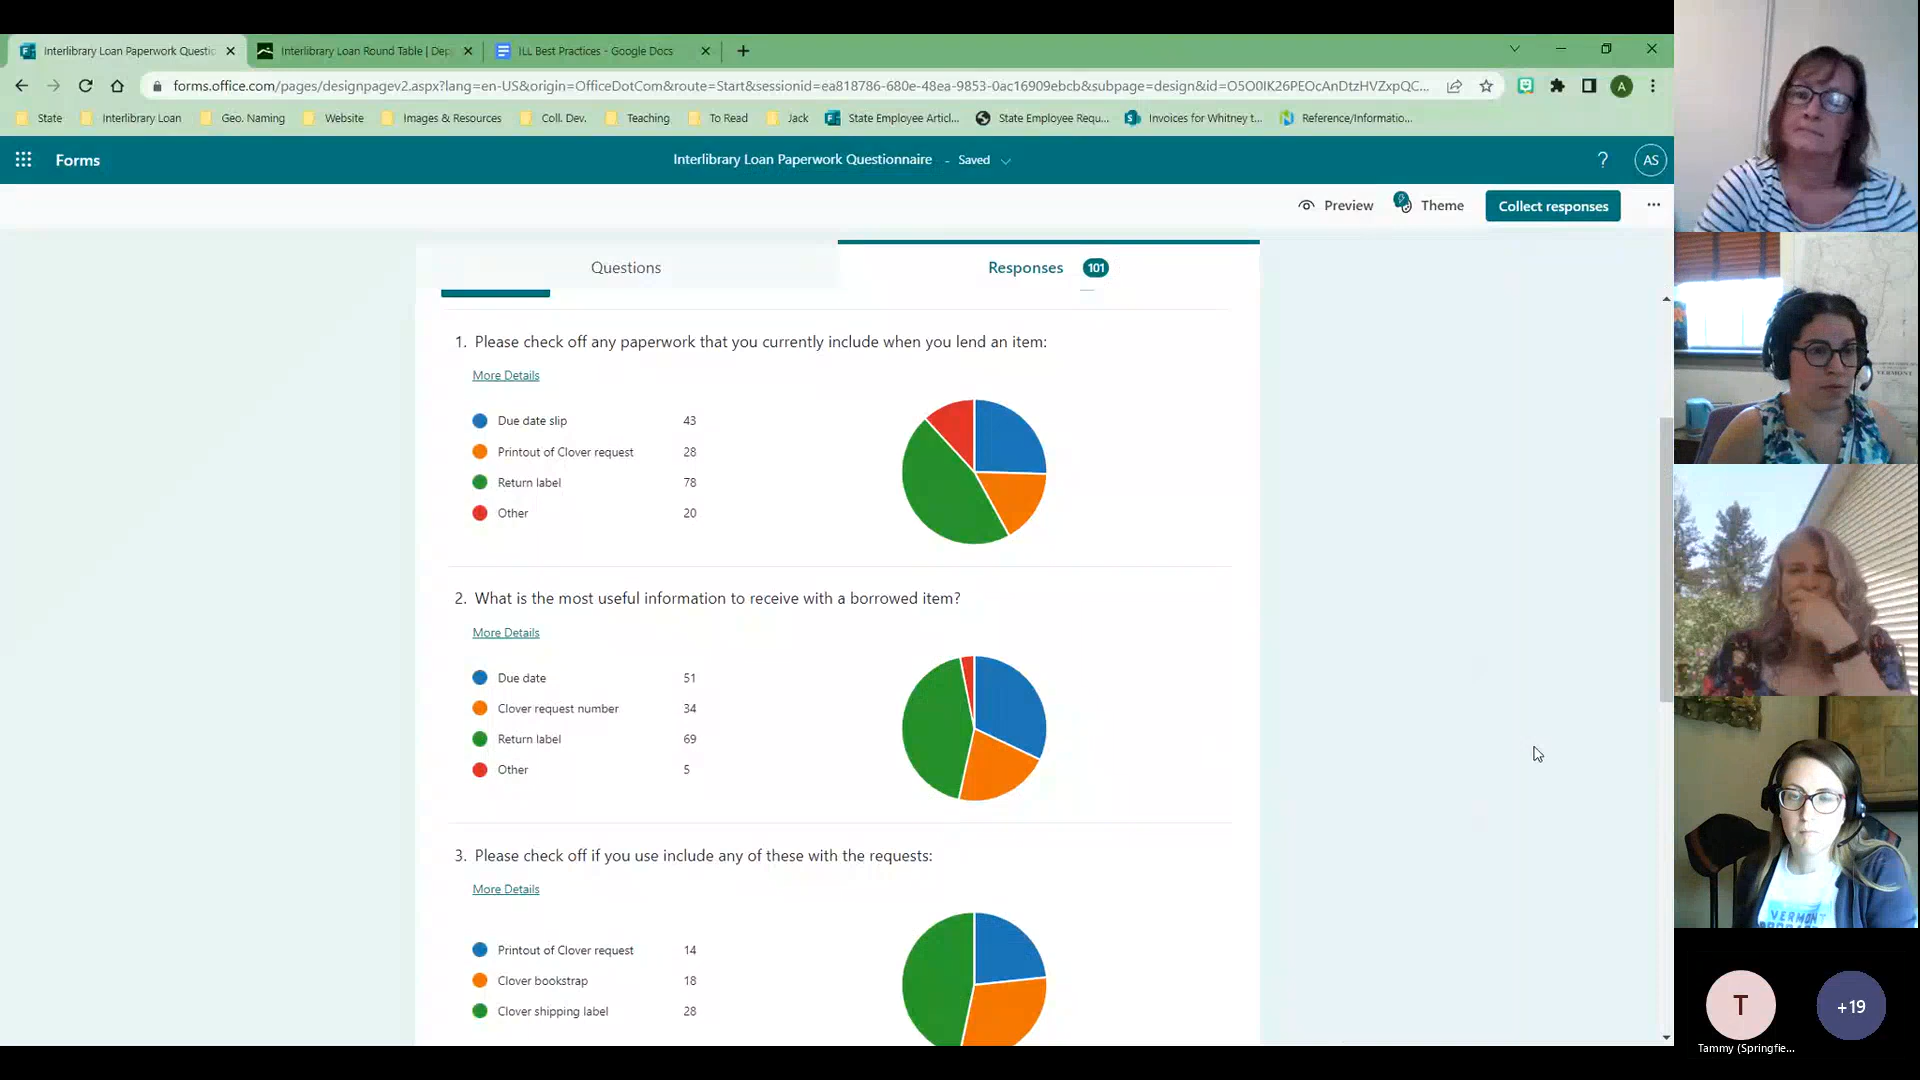 Interlibrary Loan Paperwork Questi
Interlibrary Loan Round Table | Dep
ILL Best Practices - Google Docs
forms.office.com/pages/designpagev2.aspx?lang=en-US&origin=OfficeDotCom&route=Start&sessionid=ea818786-680e-48ea-9853-0ac16909ebcb&subpage=design&id=O5O0IK26PEOcAnDtzHVZxpQC...
A
State
Interlibrary Loan
Geo. Naming
Website
Images & Resources
Coll. Dev.
Teaching
To Read
Jack
State Employee Articl...
State Employee Requ...
Invoices for Whitney t...
Reference/Informatio...
Forms
Interlibrary Loan Paperwork Questionnaire - Saved
?
AS
Preview
Theme
Collect responses
...
Questions
Responses 101
1. Please check off any paperwork that you currently include when you lend an item:
More Details
Due date slip 43
Printout of Clover request 28
Return label 78
Other 20
2. What is the most useful information to receive with a borrowed item?
More Details
Due date 51
Clover request number 34
Return label 69
Other 5
3. Please check off if you use include any of these with the requests:
More Details
Printout of Clover request 14
Clover bookstrap 18
Clover shipping label 28
VERMONT
VERMONT
T
+19
Tammy (Springfie...